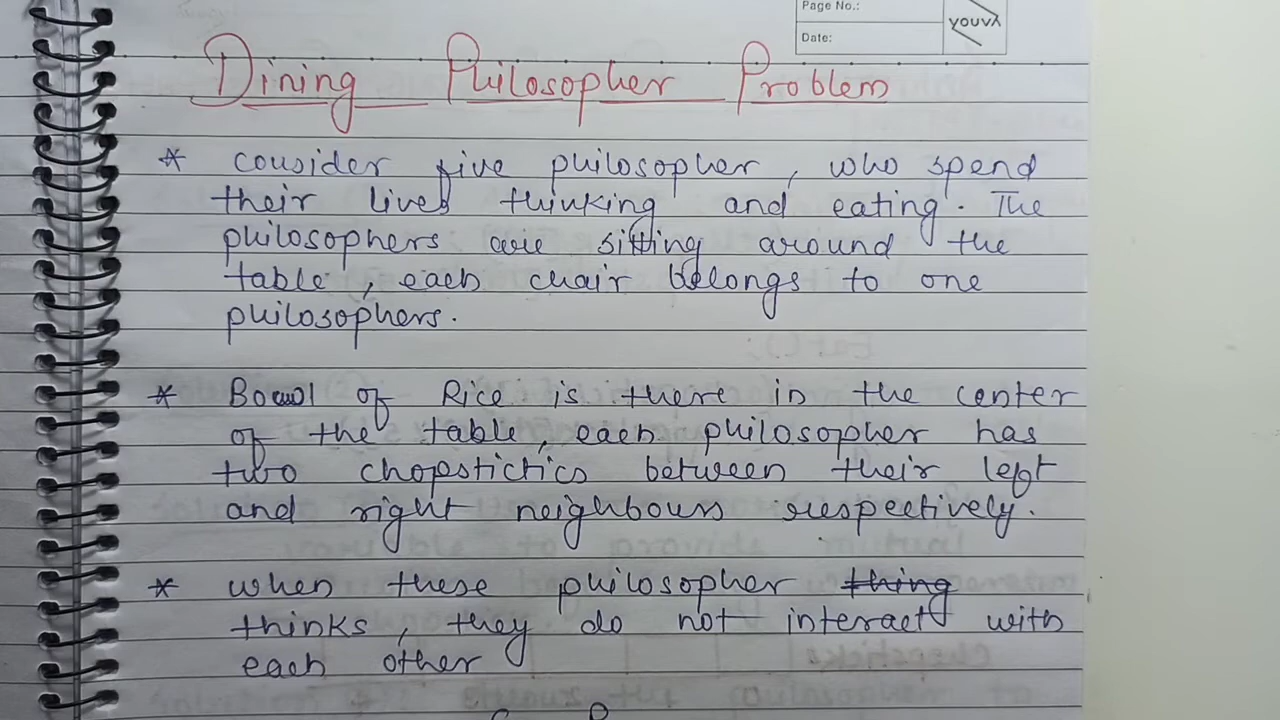 Page No.:
Date:
YOUVA
Dining Philosopher Problem
* Consider five philosopher, who spend
their lives thinking and eating. The
philosophers are sitting around the
table, each chair belongs to one
philosophers.
* Bowl of Rice is there in the center
of the table, each philosopher has
two chopstictics between their left
and right neighbours respectively.
* When these philosopher thing
thinks, they do not interact with
each other